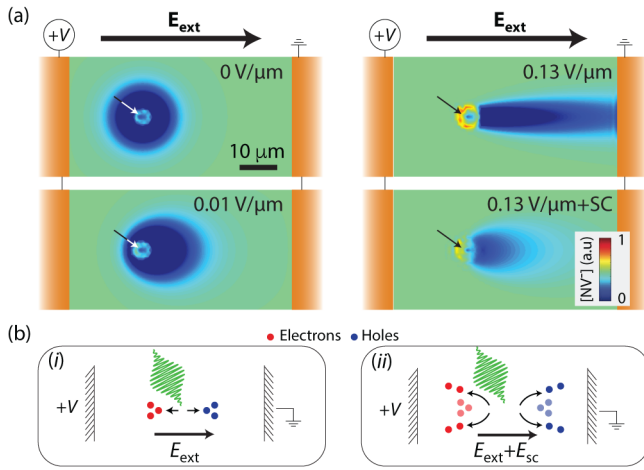 (a)
+V
E_ext
+V
E_ext
0 V/μm
10 μm
0.13 V/μm
0.01 V/μm
0.13 V/μm+SC
[NV⁻] (a.u)
1
0
(b)
Electrons Holes
(i)
+V
E_ext
(ii)
+V
E_ext+E_sc